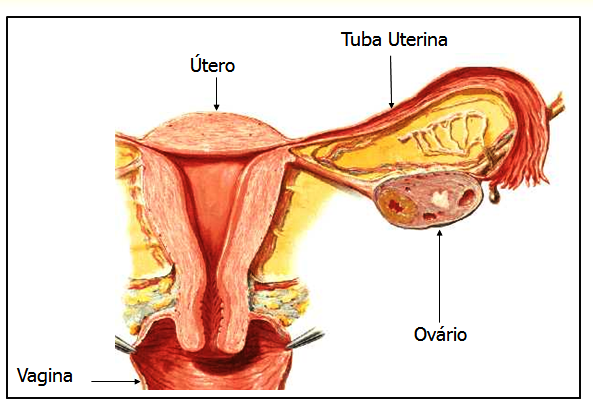 Tuba Uterina
Útero
Ovário
Vagina